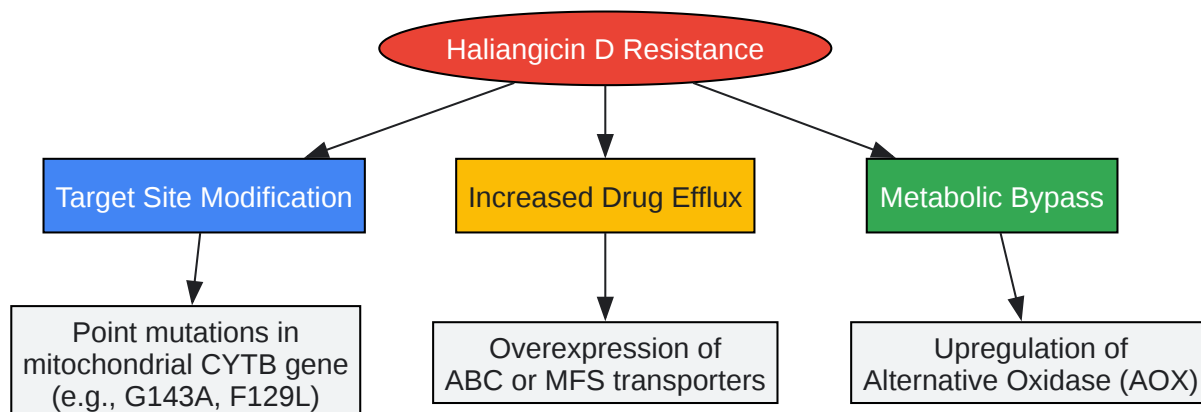 Haliangicin D Resistance
Target Site Modification
Increased Drug Efflux
Metabolic Bypass
Point mutations in
mitochondrial CYTB gene
(e.g., G143A, F129L)
Overexpression of
ABC or MFS transporters
Upregulation of
Alternative Oxidase (AOX)